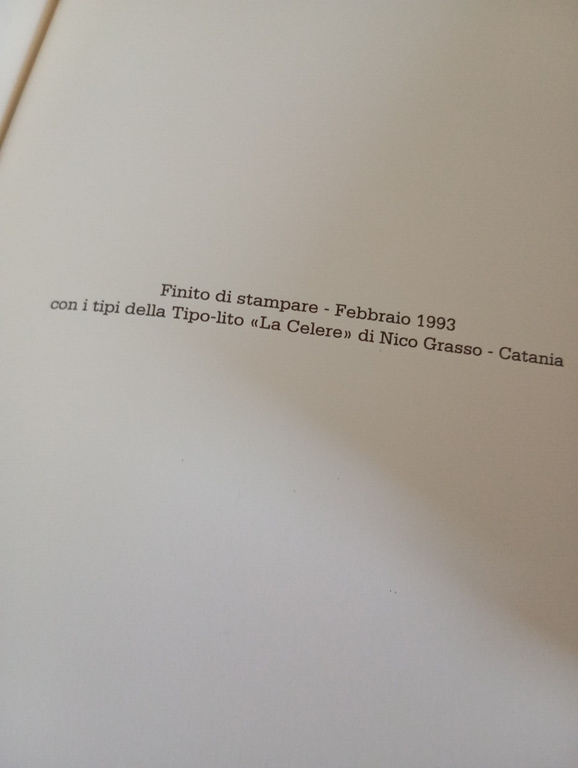 Finito di stampare - Febbraio 1993
con i tipi della Tipo-lito «La Celere» di Nico Grasso - Catania